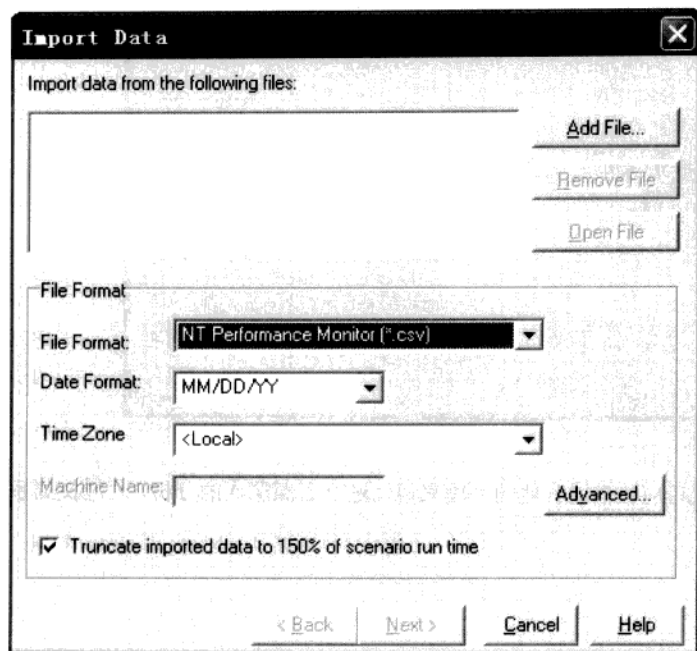 Import Data
Import data from the following files:
Add File...
Remove File
Open File
File Format
File Format: NT Performance Monitor (*.csv)
Date Format: MM/DD/YY
Time Zone <Local>
Machine Name:
Advanced...
Truncate imported data to 150% of scenario run time
< Back Next > Cancel Help